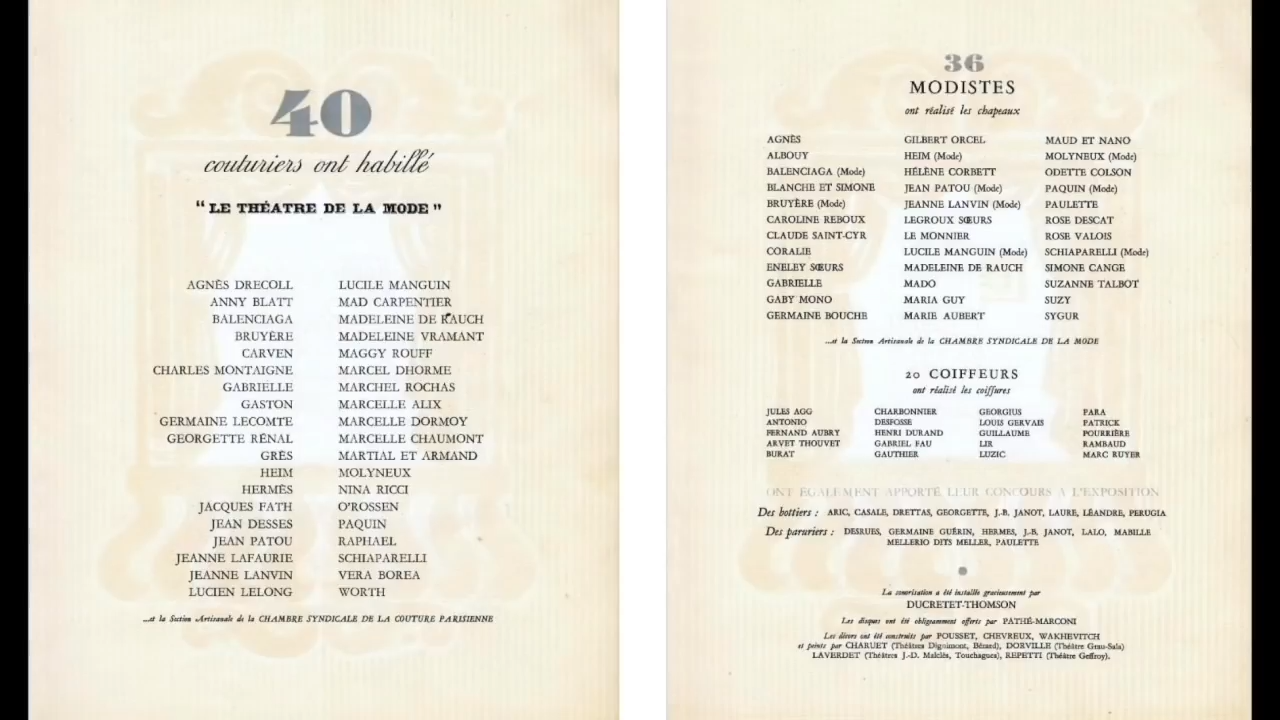 40
couturiers ont habillé
"LE THÉATRE DE LA MODE"
AGNÈS DRECOLL LUCILE MANGUIN
ANNY BLATT MAD CARPENTIER
BALENCIAGA MADELEINE DE RAUCH
BRUYÈRE MADELEINE VRAMANT
CARVEN MAGGY ROUFF
CHARLES MONTAIGNE MARCEL DHORME
GABRIELLE MARCHEL ROCHAS
GASTON MARCELLE ALIX
GERMAINE LECOMTE MARCELLE DORMOY
GEORGETTE RÉNAL MARCELLE CHAUMONT
GRÈS MARTIAL ET ARMAND
HEIM MOLYNEUX
HERMÈS NINA RICCI
JACQUES FATH O'ROSSEN
JEAN DESSES PAQUIN
JEAN PATOU RAPHAEL
JEANNE LAFAURIE SCHIAPARELLI
JEANNE LANVIN VERA BOREA
LUCIEN LELONG WORTH
...et la Section Artisanale de la CHAMBRE SYNDICALE DE LA COUTURE PARISIENNE
36
MODISTES
ont réalisé les chapeaux
AGNÈS GILBERT ORCEL MAUD ET NANO
ALBOUY HEIM (Mode) MOLYNEUX (Mode)
BALENCIAGA (Mode) HÉLÈNE CORBETT ODETTE COLSON
BLANCHE ET SIMONE JEAN PATOU (Mode) PAQUIN (Mode)
BRUYÈRE (Mode) JEANNE LANVIN (Mode) PAULETTE
CAROLINE REBOUX LEGROUX SŒURS ROSE DESCAT
CLAUDE SAINT-CYR LE MONNIER ROSE VALOIS
CORALIE LUCILE MANGUIN (Mode) SCHIAPARELLI (Mode)
ENELEY SŒURS MADELEINE DE RAUCH SIMONE CANGE
GABRIELLE MADO SUZANNE TALBOT
GABY MONO MARIA GUY SUZY
GERMAINE BOUCHE MARIE AUBERT SYGUR
...et la Section Artisanale de la CHAMBRE SYNDICALE DE LA MODE
20 COIFFEURS
ont réalisé les coiffures
JULES AGG CHARBONNIER GEORGIUS PARA
ANTONIO DESFOSSE LOUIS GERVAIS PATRICK
FERNAND AUBRY HENRI DURAND GUILLAUME POURRIÈRE
ARVET THOUVET GABRIEL FAU LIR RAMBAUD
BURAT GAUTHIER LUZIC MARC RUYER
ONT ÉGALEMENT APPORTÉ LEUR CONCOURS A L'EXPOSITION
Des bottiers : ARIC, CASALE, DRETTAS, GEORGETTE, J.-B. JANOT, LAURE, LÉANDRE, PERUGIA
Des paruriers : DESRUES, GERMAINE GUÉRIN, HERMES, J.-B. JANOT, LALO, MABILLE
MELLERIO DITS MELLER, PAULETTE
La sonorisation a été installée gracieusement par
DUCRETET-THOMSON
Les disques ont été obligeamment offerts par PATHÉ-MARCONI
Les décors ont été construits par POUSSET, CHEVREUX, WAKHEVITCH
et peints par CHARUET (Théâtres Dignimont, Bérard), DORVILLE (Théâtre Grau-Sala)
LAVERDET (Théâtres J.-D. Malclès, Touchagues), REPETTI (Théâtre Geffroy).